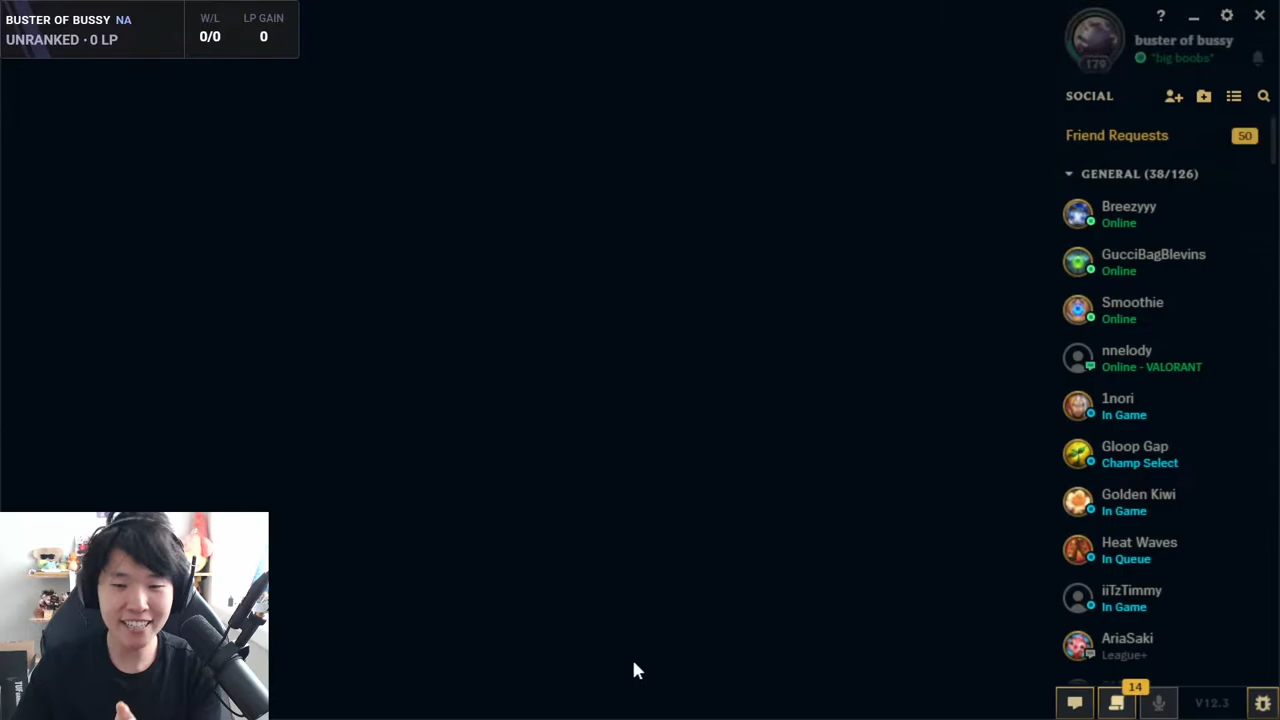 BUSTER OF BUSSY NA
UNRANKED · 0 LP
W/L
0/0
LP GAIN
0
?
buster of bussy
179
"big boobs"
SOCIAL
Friend Requests
50
GENERAL (38/126)
Breezyyy
Online
GucciBagBlevins
Online
Smoothie
Online
nnelody
Online - VALORANT
1nori
In Game
Gloop Gap
Champ Select
Golden Kiwi
In Game
Heat Waves
In Queue
iiTzTimmy
In Game
AriaSaki
League+
14
V12.3